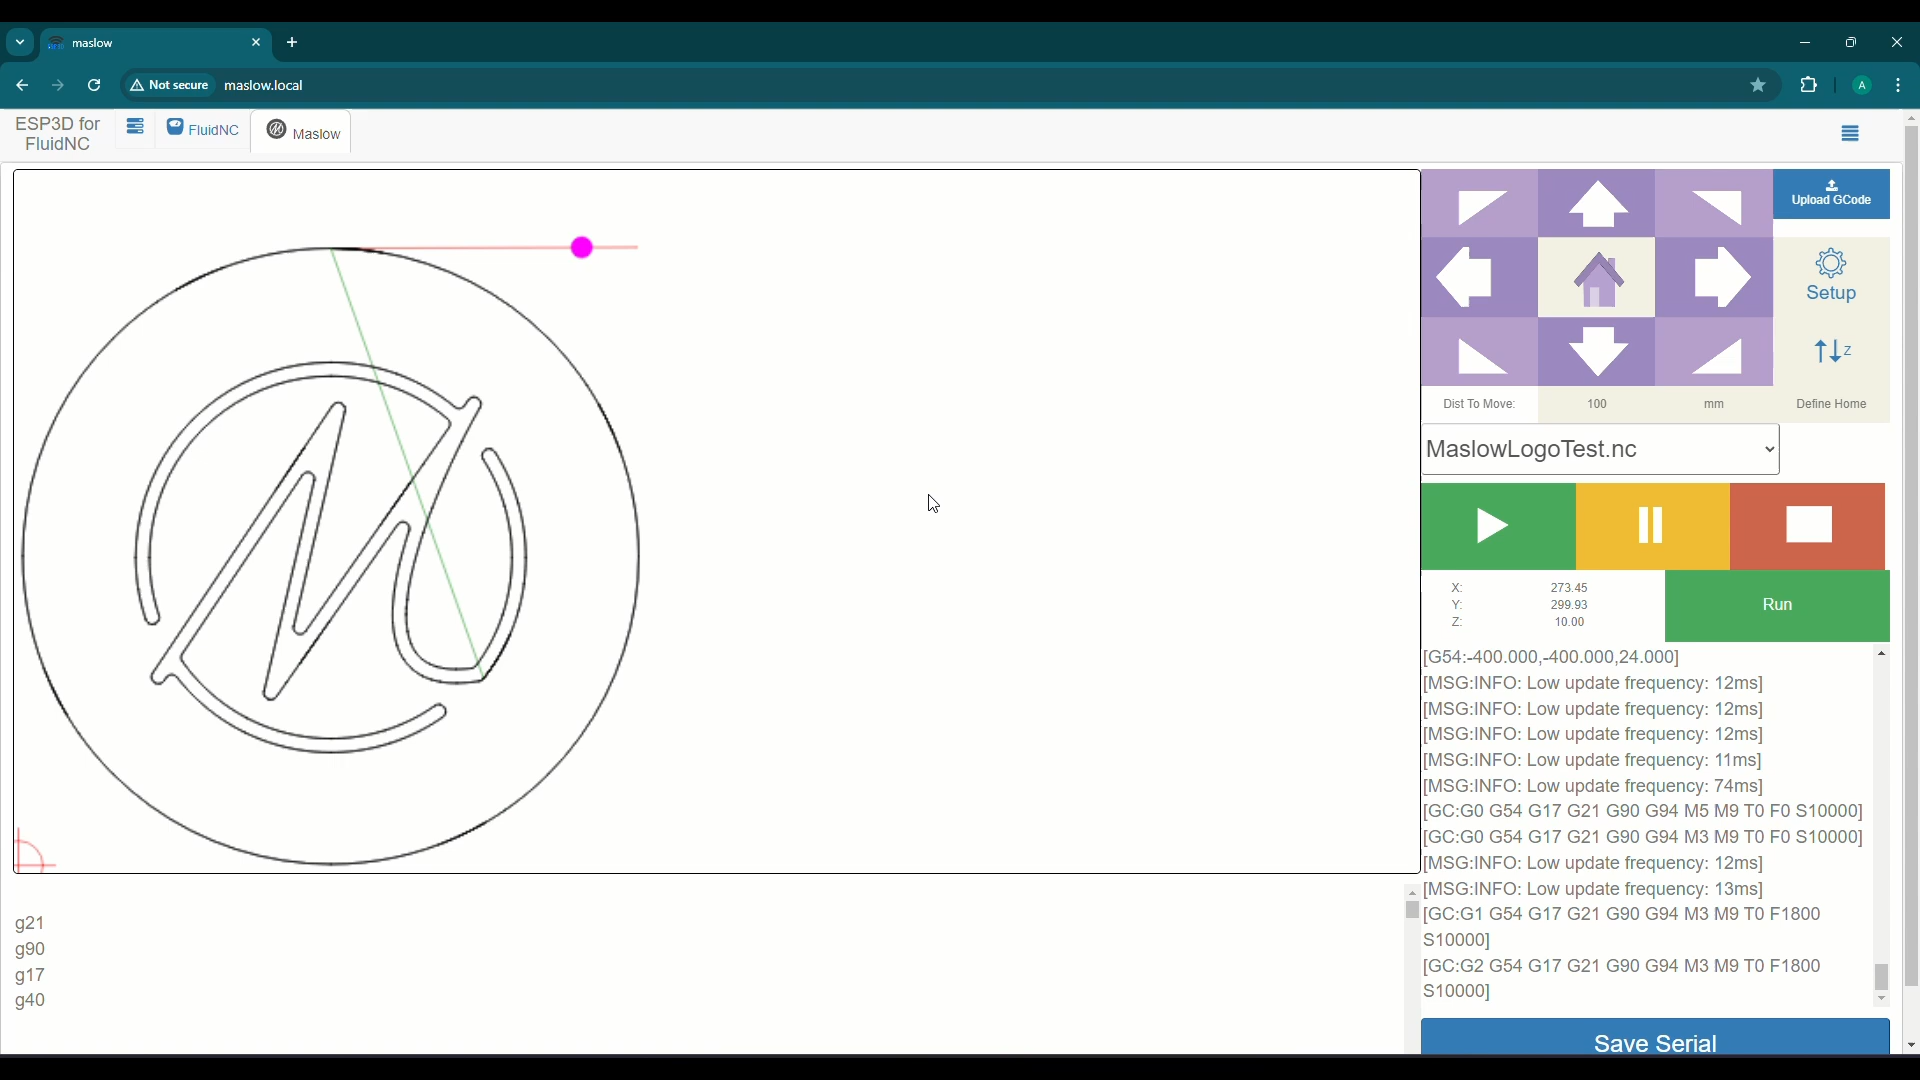 maslow
Not secure maslow.local
A
ESP3D for
FluidNC
FluidNC
Maslow
Upload GCode
Setup
Z
Dist To Move: 100 mm Define Home
MaslowLogoTest.nc
X: 273.45
Y: 299.93
Z: 10.00
Run
[G54:-400.000,-400.000,24.000]
[MSG:INFO: Low update frequency: 12ms]
[MSG:INFO: Low update frequency: 12ms]
[MSG:INFO: Low update frequency: 12ms]
[MSG:INFO: Low update frequency: 11ms]
[MSG:INFO: Low update frequency: 74ms]
[GC:G0 G54 G17 G21 G90 G94 M5 M9 T0 F0 S10000]
[GC:G0 G54 G17 G21 G90 G94 M3 M9 T0 F0 S10000]
[MSG:INFO: Low update frequency: 12ms]
[MSG:INFO: Low update frequency: 13ms]
[GC:G1 G54 G17 G21 G90 G94 M3 M9 T0 F1800
S10000]
[GC:G2 G54 G17 G21 G90 G94 M3 M9 T0 F1800
S10000]
Save Serial
g21
g90
g17
g40